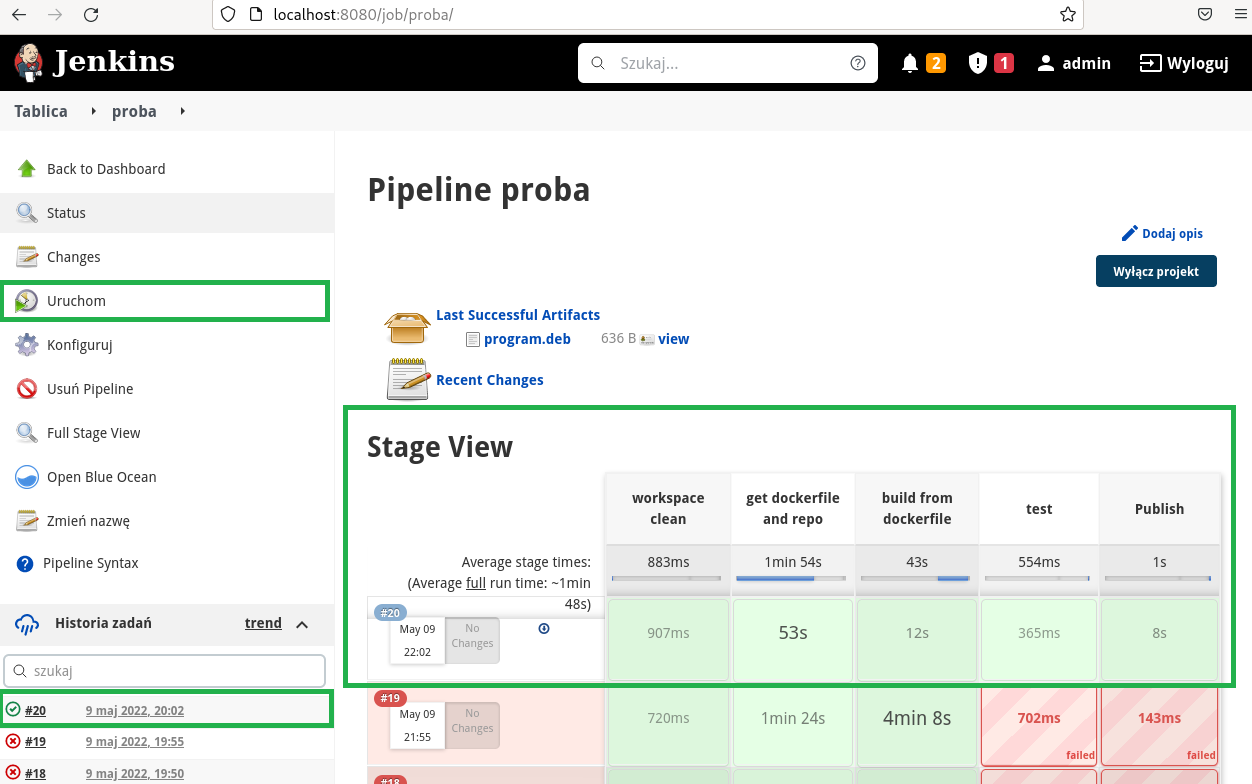 localhost:8080/job/proba/
Jenkins
Szukaj...
2
1
admin
Wyloguj
Tablica
proba
Back to Dashboard
Status
Changes
Uruchom
Konfiguruj
Usuń Pipeline
Full Stage View
Open Blue Ocean
Zmień nazwę
Pipeline Syntax
Historia zadań trend
szukaj
#20 9 maj 2022, 20:02
#19 9 maj 2022, 19:55
#18 9 maj 2022, 19:50
Pipeline proba
Dodaj opis
Wyłącz projekt
Last Successful Artifacts
program.deb 636 B view
Recent Changes
Stage View
workspace clean
get dockerfile and repo
build from dockerfile
test
Publish
Average stage times:
(Average full run time: ~1min
48s)
883ms 1min 54s 43s 554ms 1s
#20
May 09
22:02
No
Changes
907ms 53s 12s 365ms 8s
#19
May 09
21:55
No
Changes
720ms 1min 24s 4min 8s 702ms 143ms
failed failed
#18